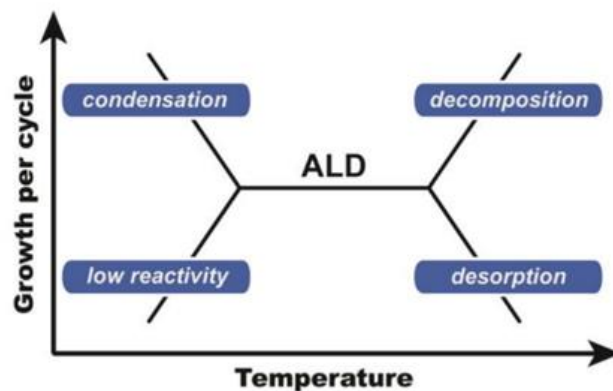 Growth per cycle
condensation
decomposition
ALD
low reactivity
desorption
Temperature